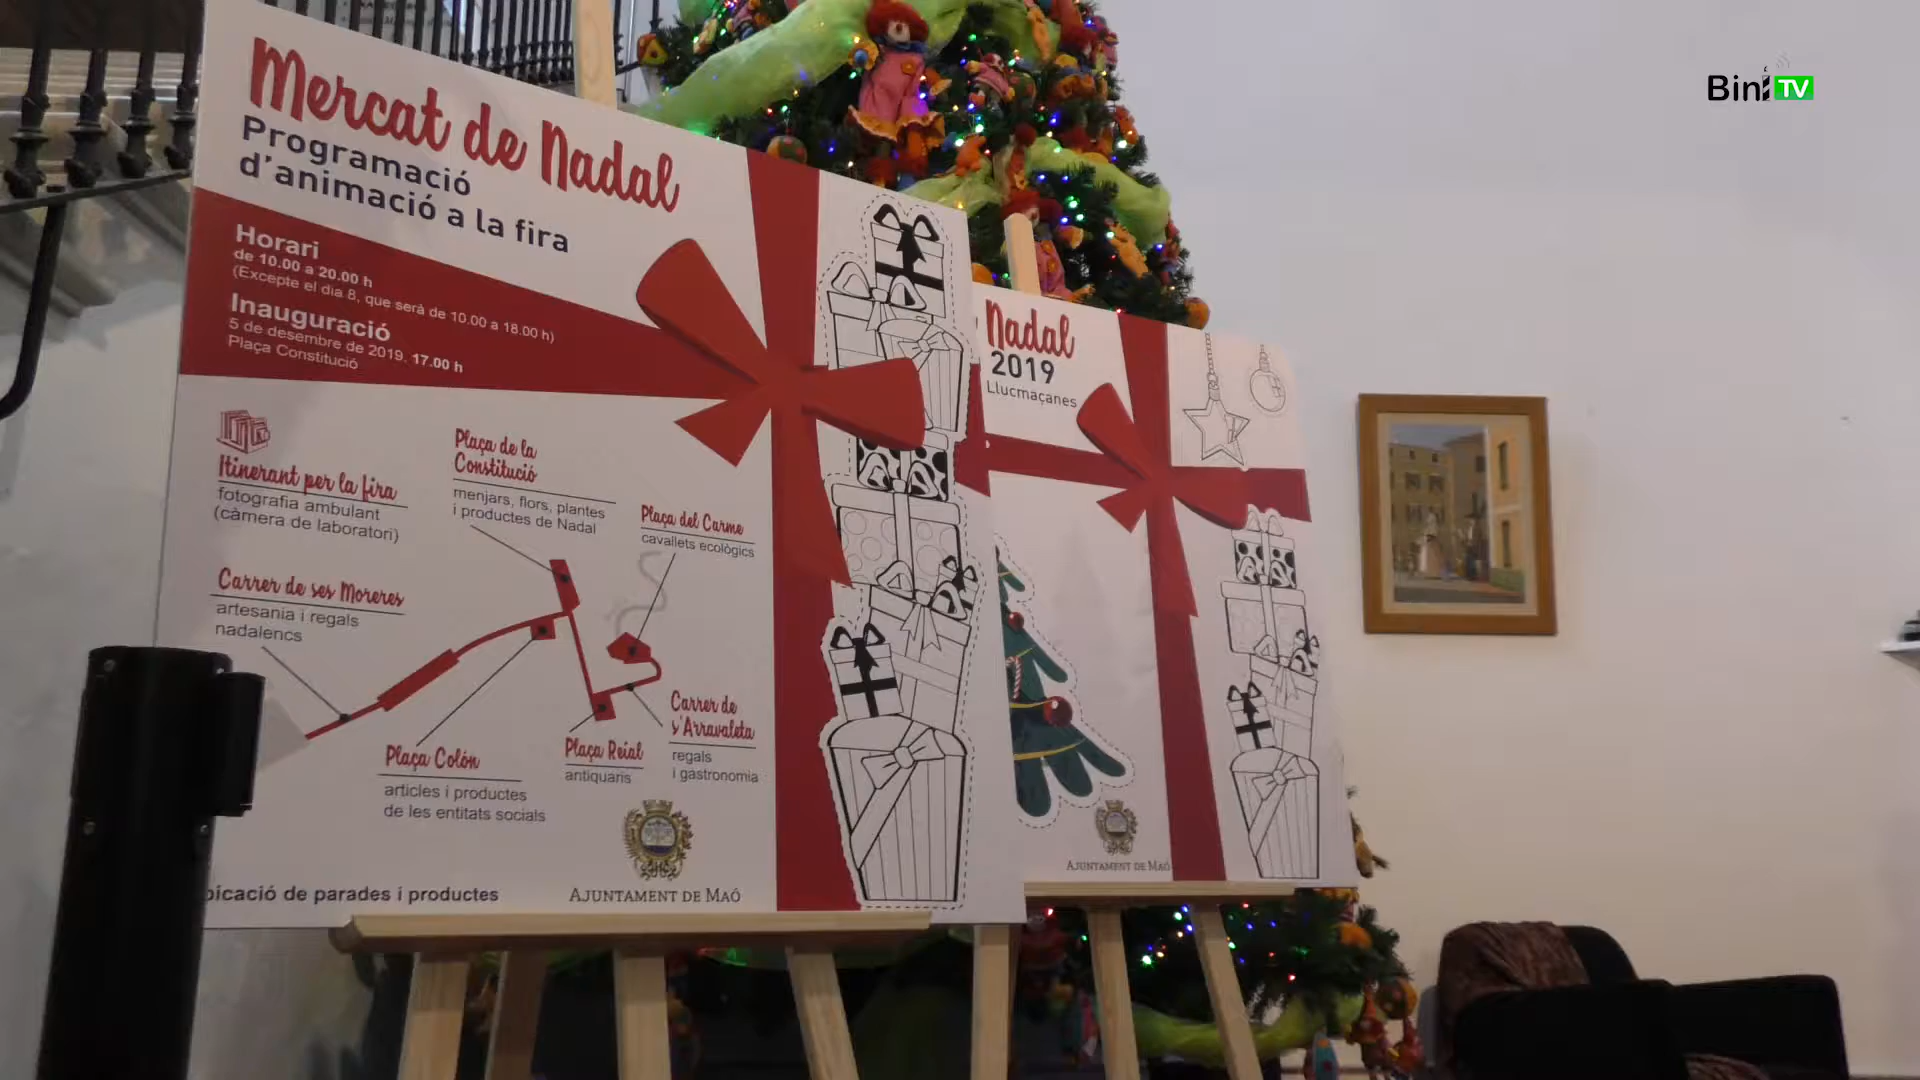 Bini TV
Mercat de Nadal
Programació
d'animació a la fira
Horari
de 10.00 a 20.00 h
(Excepte el dia 8, que serà de 10.00 a 18.00 h)
Inauguració
5 de desembre de 2019. 17.00 h
Plaça Constitució
Itinerant per la fira
fotografia ambulant
(càmera de laboratori)
Plaça de la
Constitució
menjars, flors, plantes
i productes de Nadal
Plaça del Carme
cavallets ecològics
Carrer de ses Moreres
artesania i regals
nadalencs
Plaça Colón
articles i productes
de les entitats socials
Plaça Reial
antiquaris
Carrer de
s'Arravaleta
regals
i gastronomia
bicació de parades i productes
AJUNTAMENT DE MAÓ
Nadal
2019
Llucmaçanes
AJUNTAMENT DE MAÓ